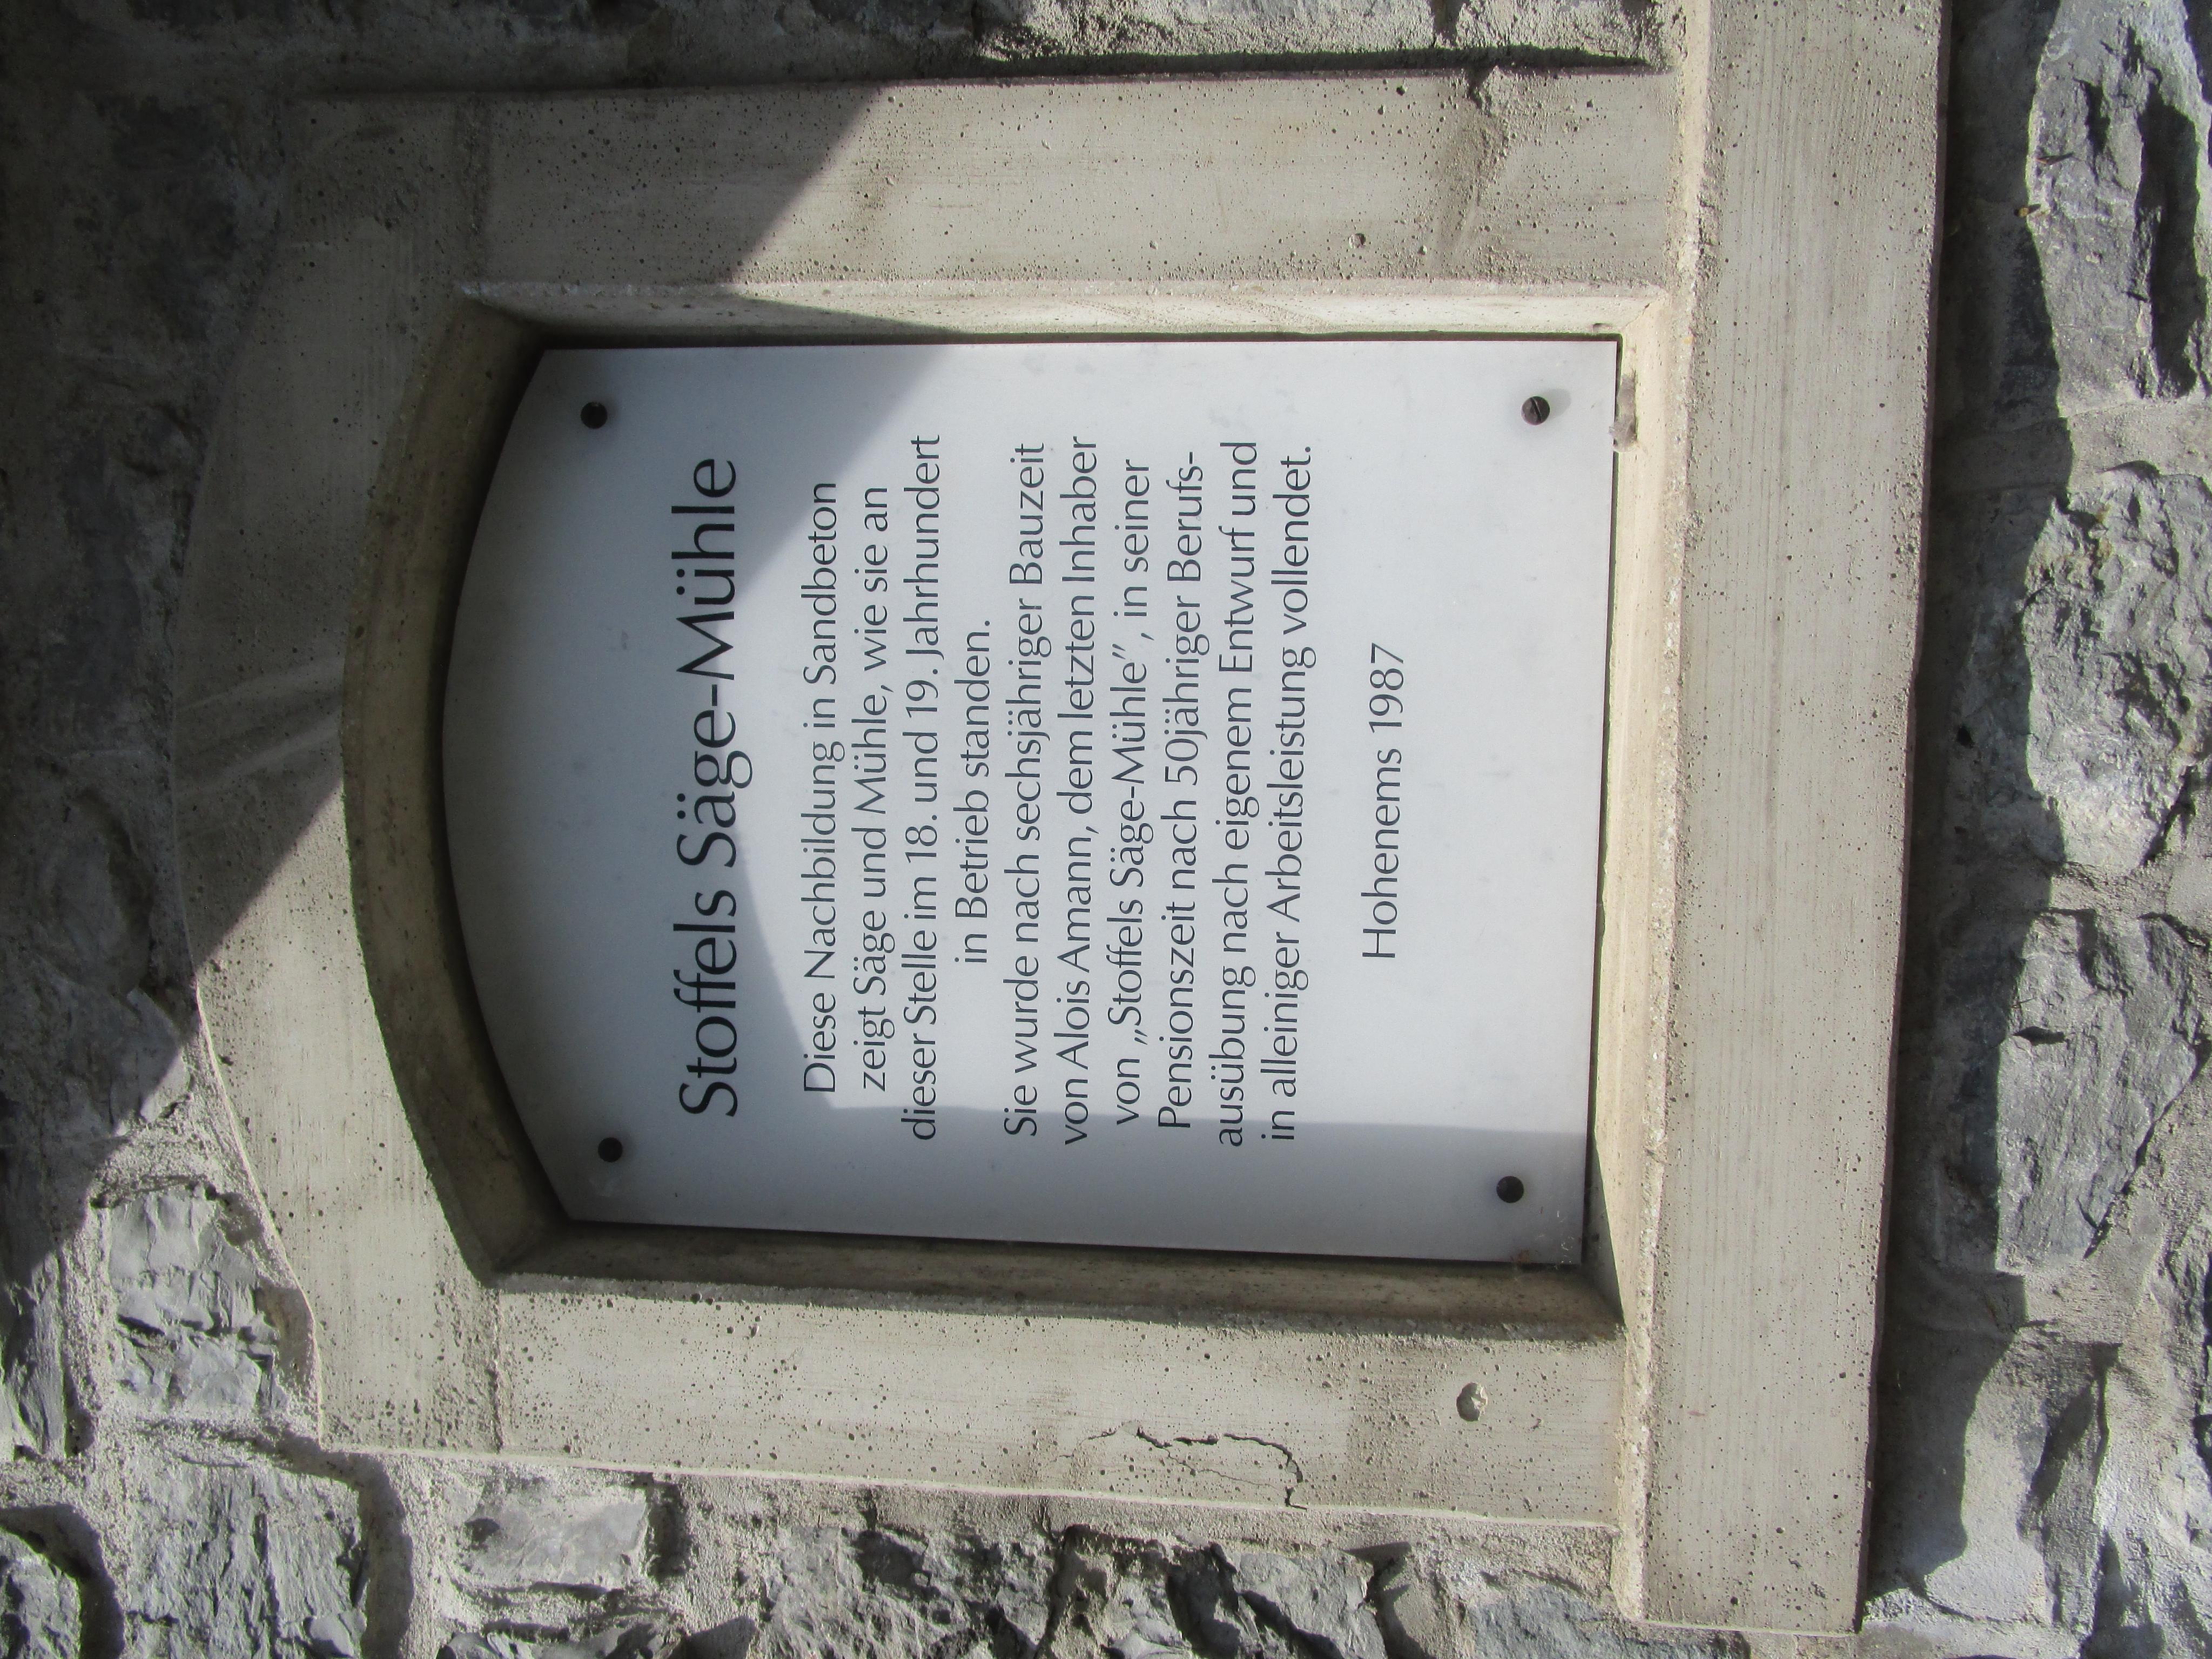 Stoffels Säge-Mühle
Diese Nachbildung in Sandbeton
zeigt Säge und Mühle, wie sie an
dieser Stelle im 18. und 19. Jahrhundert
in Betrieb standen.
Sie wurde nach sechsjähriger Bauzeit
von Alois Amann, dem letzten Inhaber
von „Stoffels Säge-Mühle”, in seiner
Pensionszeit nach 50jähriger Berufs-
ausübung nach eigenem Entwurf und
in alleiniger Arbeitsleistung vollendet.
Hohenems 1987